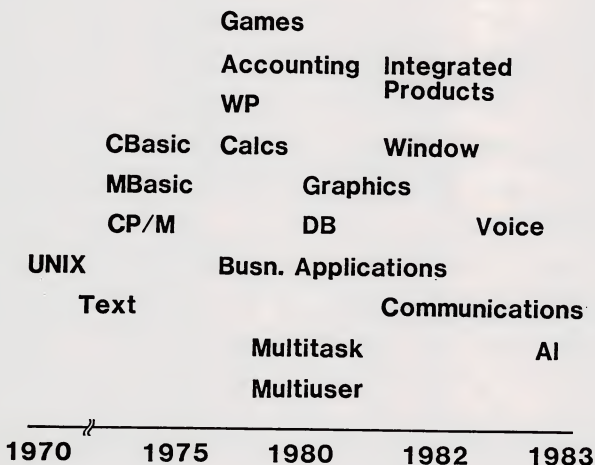 Games
Accounting Integrated
Products
WP
CBasic Calcs Window
MBasic Graphics
CP/M DB Voice
UNIX Busn. Applications
Text Communications
Multitask AI
Multiuser
1970 1975 1980 1982 1983